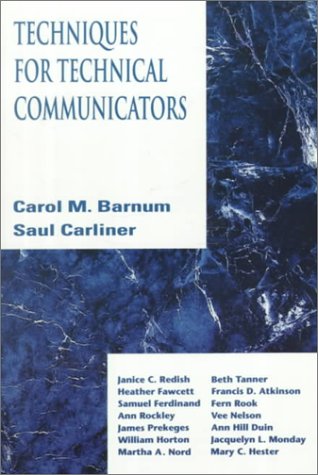 TECHNIQUES
FOR TECHNICAL
COMMUNICATORS
Carol M. Barnum
Saul Carliner
Janice C. Redish
Heather Fawcett
Samuel Ferdinand
Ann Rockley
James Prekeges
William Horton
Martha A. Nord
Beth Tanner
Francis D. Atkinson
Fern Rook
Vee Nelson
Ann Hill Duin
Jacquelyn L. Monday
Mary C. Hester